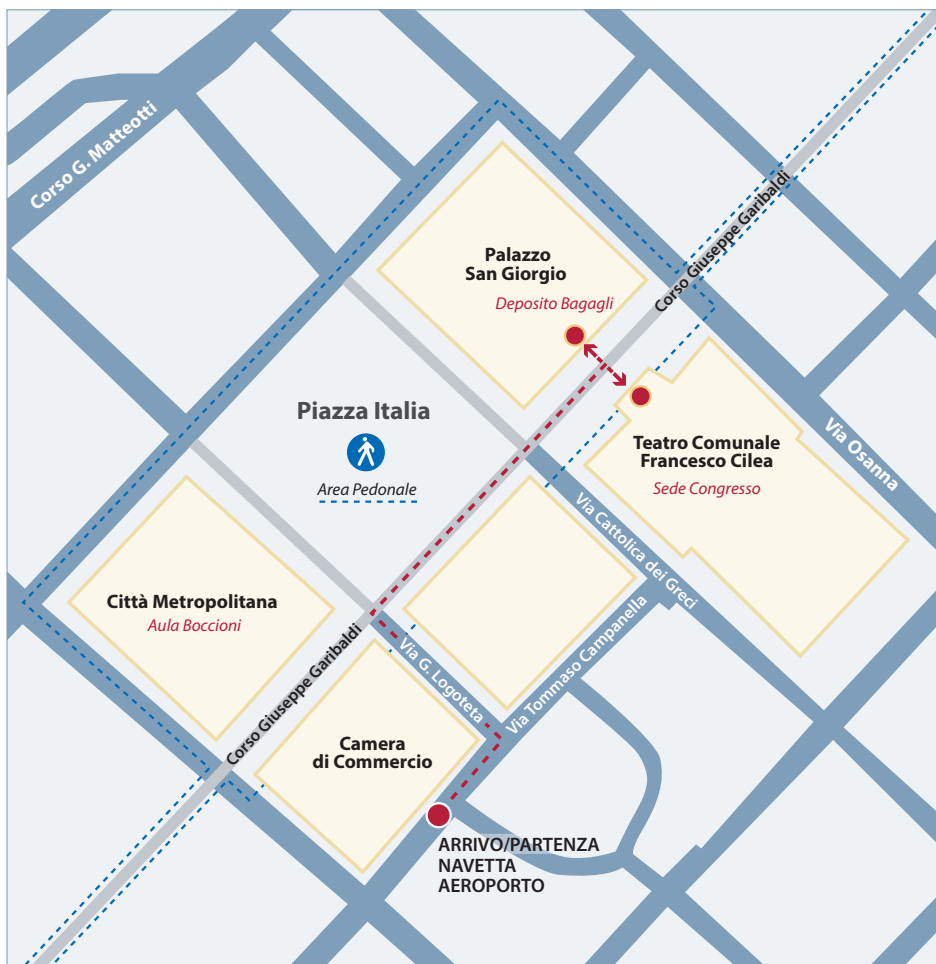 Corso G. Matteotti
Corso Giuseppe Garibaldi
Palazzo
San Giorgio
Deposito Bagagli
Piazza Italia
Area Pedonale
Teatro Comunale
Francesco Cilea
Sede Congresso
Via Osanna
Via Cattolica dei Greci
Città Metropolitana
Aula Boccioni
Via G. Logoteta
Via Tommaso Campanella
Corso Giuseppe Garibaldi
Camera
di Commercio
ARRIVO/PARTENZA
NAVETTA
AEROPORTO